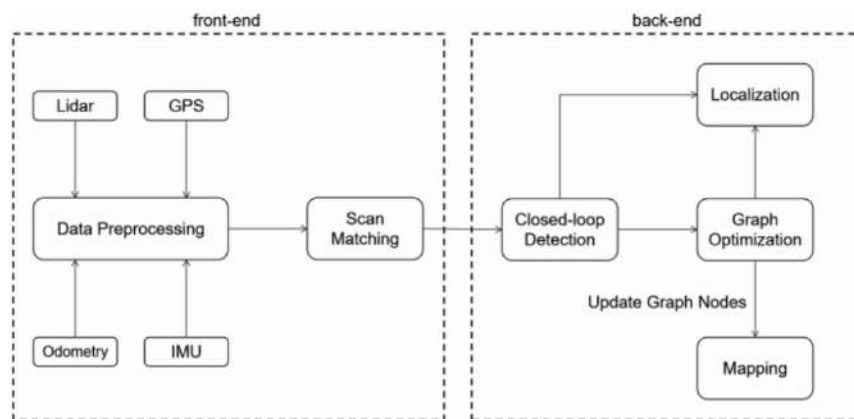 front-end
back-end
Lidar
GPS
Localization
Data Preprocessing
Scan
Matching
Closed-loop
Detection
Graph
Optimization
Update Graph Nodes
Odometry
IMU
Mapping